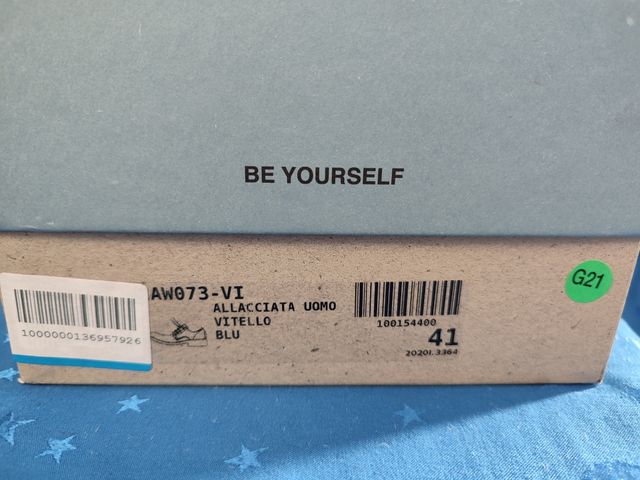 BE YOURSELF
AW073-VI
ALLACCIATA UOMO
VITELLO
BLU
100154400
41
2020I.3364
G21
1000000136957926